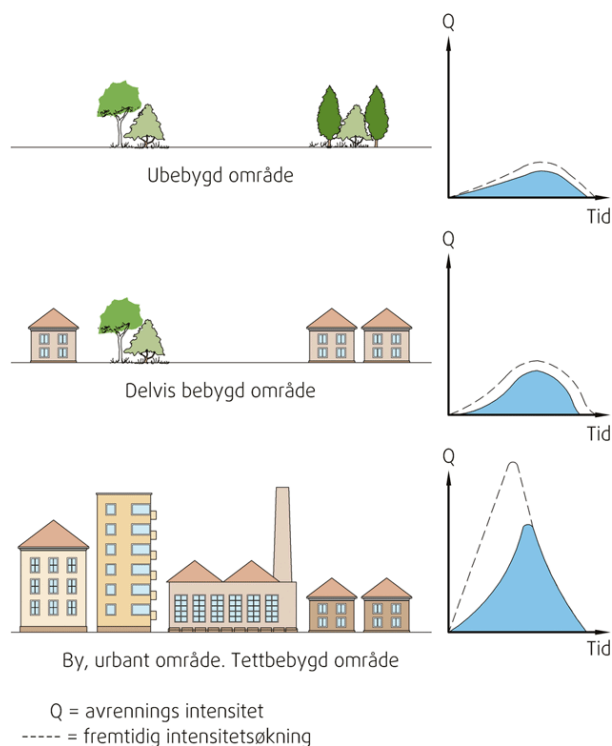 Q
Ubebygd område
Tid
Q
Delvis bebygd område
Tid
Q
By, urbant område. Tettbebygd område
Tid
Q = avrennings intensitet
----- = fremtidig intensitetsøkning